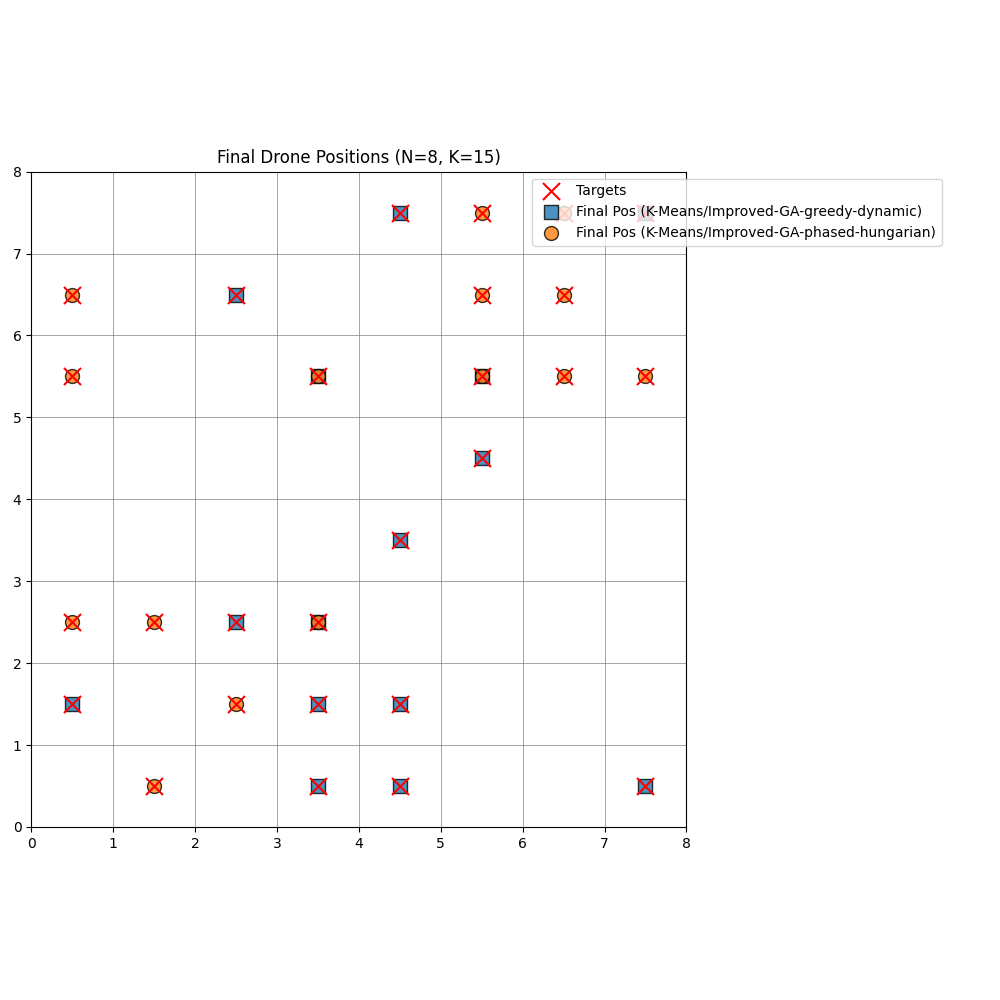 Final Drone Positions (N=8, K=15)
Targets
Final Pos (K-Means/Improved-GA-greedy-dynamic)
Final Pos (K-Means/Improved-GA-phased-hungarian)
8
7
6
5
4
3
2
1
0
0 1 2 3 4 5 6 7 8